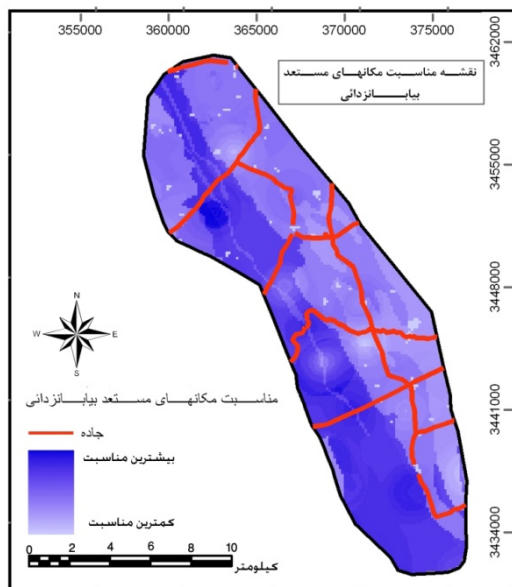 355000 360000 365000 370000 375000
نقشه مناسبت مکانهای مستعد
بیابانزدائی
3462000
3455000
3448000
3441000
3434000
N
W E
S
مناسبت مکانهای مستعد بیابانزدائی
جاده
بیشترین مناسبت
کمترین مناسبت
0 2 4 6 8 10
کیلومتر